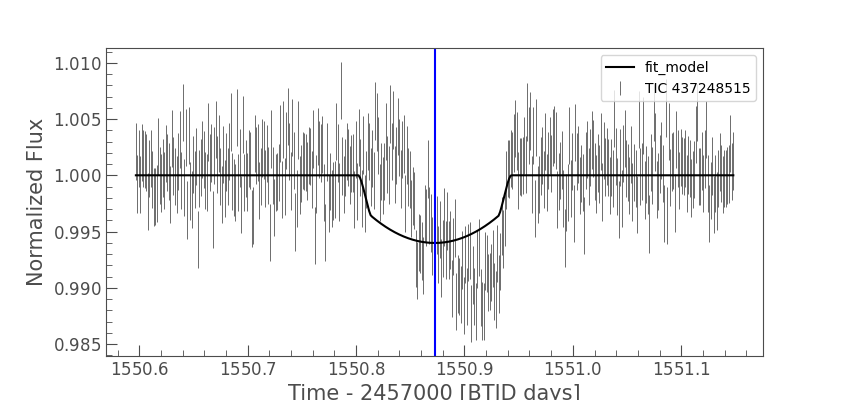 1.010
1.005
1.000
0.995
0.990
0.985
Normalized Flux
fit_model
TIC 437248515
1550.6 1550.7 1550.8 1550.9 1551.0 1551.1
Time - 2457000 [BTJD days]